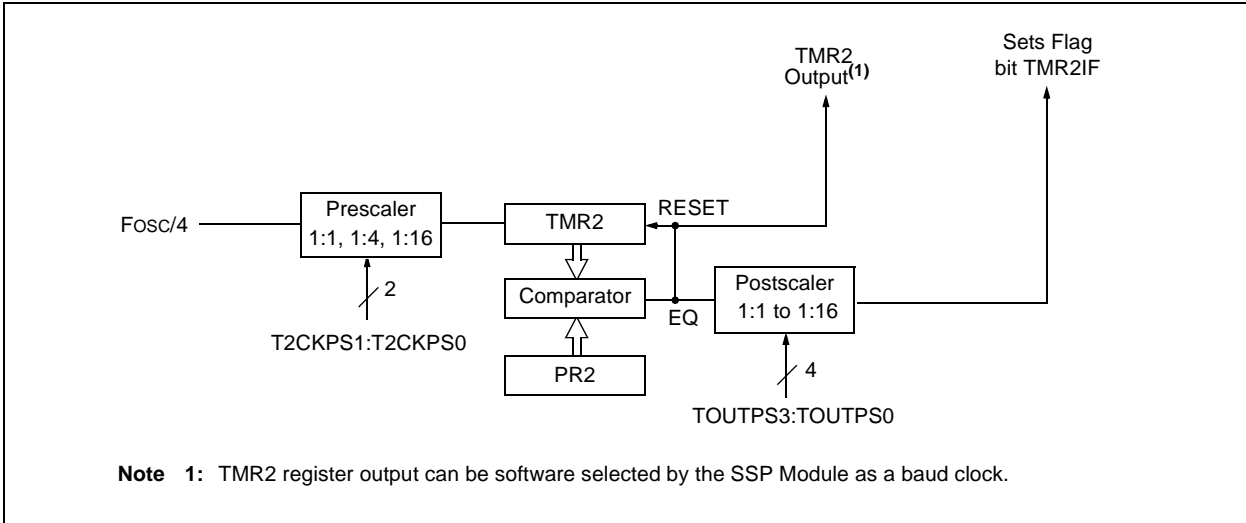 TMR2
Output(1)
Sets Flag
bit TMR2IF
FOSC/4
Prescaler
1:1, 1:4, 1:16
TMR2
RESET
2
Comparator
EQ
Postscaler
1:1 to 1:16
T2CKPS1:T2CKPS0
PR2
4
TOUTPS3:TOUTPS0
Note 1: TMR2 register output can be software selected by the SSP Module as a baud clock.